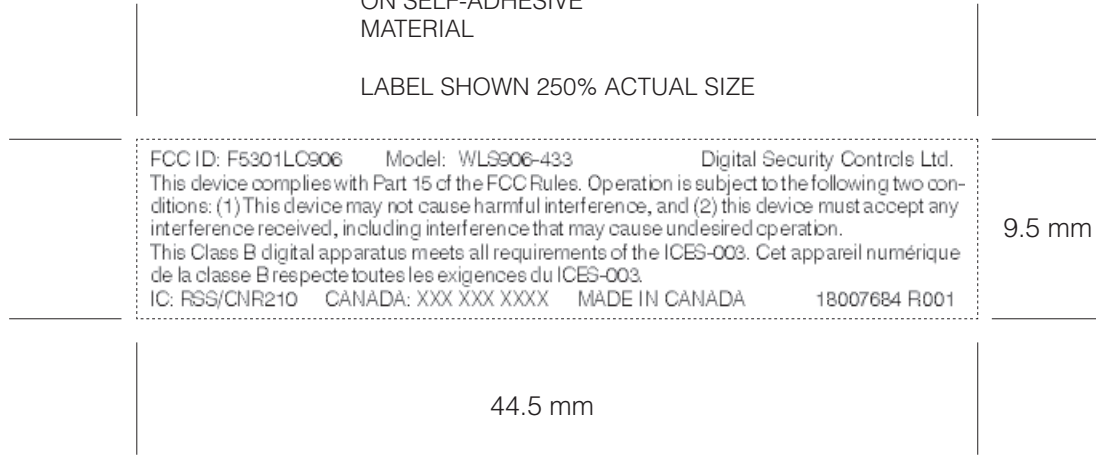 ON SELF-ADHESIVE
MATERIAL
LABEL SHOWN 250% ACTUAL SIZE
FCC ID: F5301LC906 Model: WLS906-433 Digital Security Controls Ltd.
This device complies with Part 15 of the FCC Rules. Operation is subject to the following two con-
ditions: (1) This device may not cause harmful interference, and (2) this device must accept any
interference received, including interference that may cause undesired operation.
This Class B digital apparatus meets all requirements of the ICES-003. Cet appareil numérique
de la classe B respecte toutes les exigences du ICES-003.
IC: RSS/CNR210 CANADA: XXX XXX XXXX MADE IN CANADA 18007684 R001
9.5 mm
44.5 mm